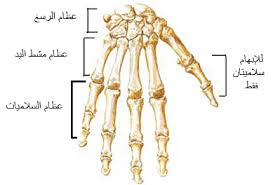 عظام الرسغ
عظام مشط اليد
عظام السلاميات
للإبهام
سلاميتان
فقط